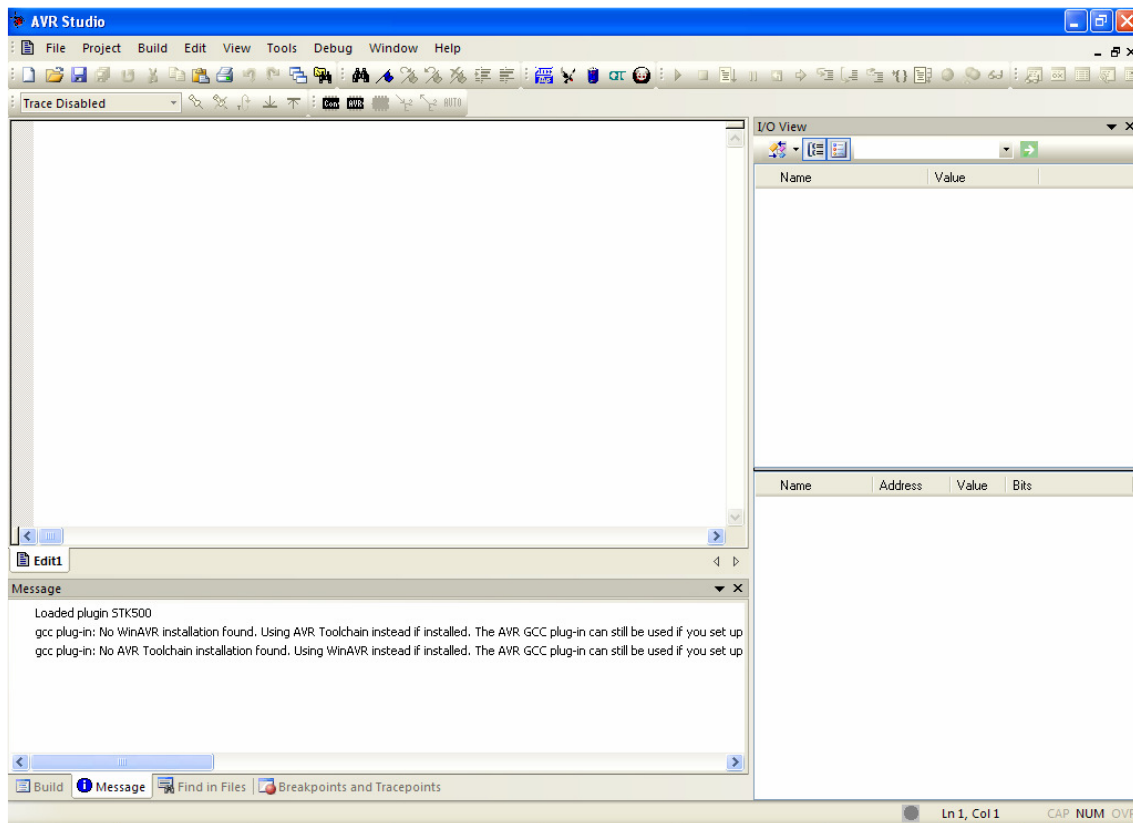 AVR Studio
File Project Build Edit View Tools Debug Window Help
Trace Disabled
Con AVR AUTO
I/O View
Name Value
Name Address Value Bits
Edit1
Message
Loaded plugin STK500
gcc plug-in: No WinAVR installation found. Using AVR Toolchain instead if installed. The AVR GCC plug-in can still be used if you set up
gcc plug-in: No AVR Toolchain installation found. Using WinAVR instead if installed. The AVR GCC plug-in can still be used if you set up
Build Message Find in Files Breakpoints and Tracepoints
Ln 1, Col 1 CAP NUM OVR